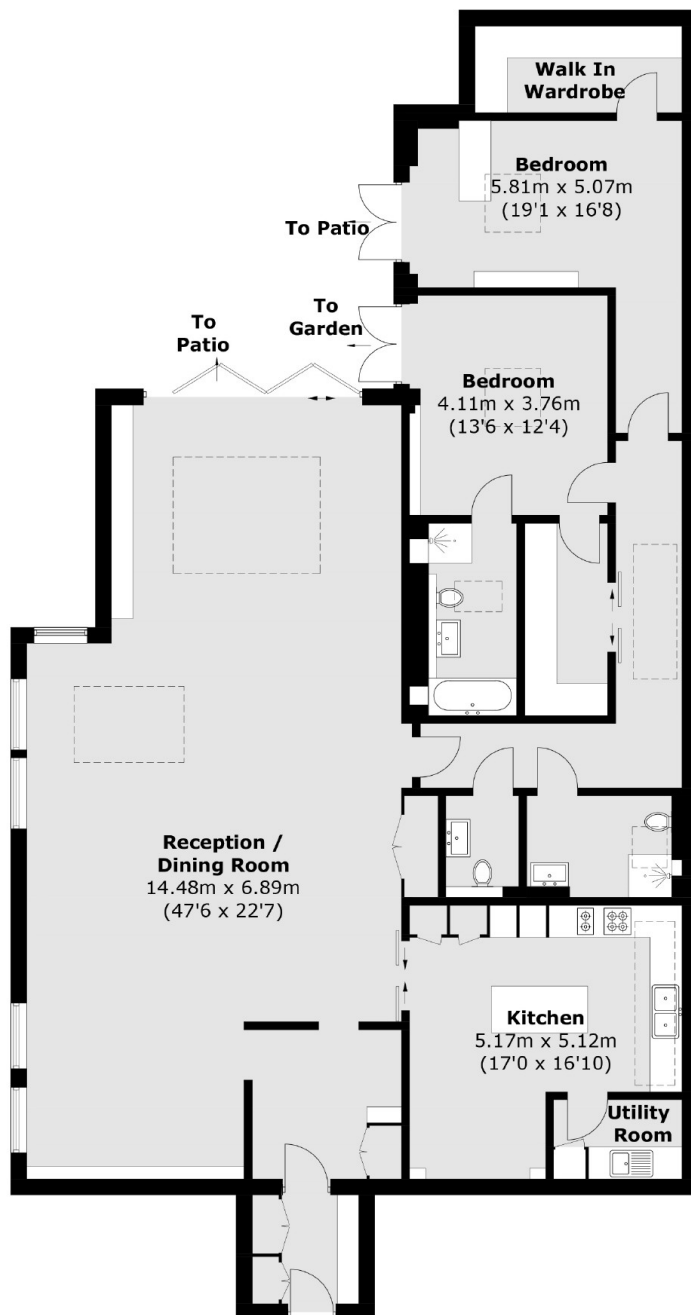 Walk In
Wardrobe
Bedroom
5.81m x 5.07m
(19'1 x 16'8)
To Patio
To
Garden
To
Patio
Bedroom
4.11m x 3.76m
(13'6 x 12'4)
Reception /
Dining Room
14.48m x 6.89m
(47'6 x 22'7)
Kitchen
5.17m x 5.12m
(17'0 x 16'10)
Utility
Room